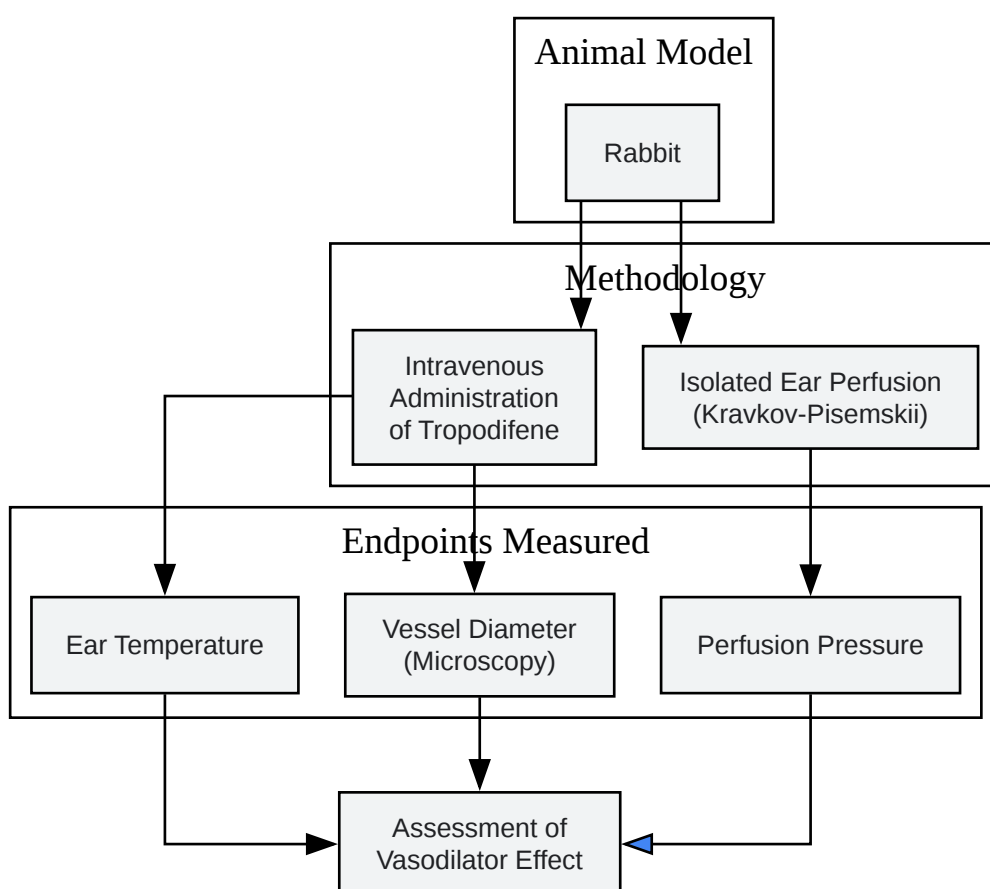 Animal Model
Rabbit
Methodology
Intravenous
Administration
of Tropodifene
Isolated Ear Perfusion
(Kravkov-Pisemskii)
Endpoints Measured
Ear Temperature
Vessel Diameter
(Microscopy)
Perfusion Pressure
Assessment of
Vasodilator Effect